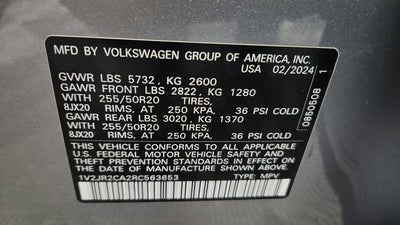 MFD BY VOLKSWAGEN GROUP OF AMERICA, INC.
USA 02/2024
GVWR LBS 5732, KG 2600
GAWR FRONT LBS 2822, KG 1280
WITH 255/50R20 TIRES,
8JX20 RIMS, AT 250 KPA, 36 PSI COLD
GAWR REAR LBS 3020, KG 1370
WITH 255/50R20 TIRES,
8JX20 RIMS, AT 250 KPA, 36 PSI COLD
THIS VEHICLE CONFORMS TO ALL APPLICABLE
U.S. FEDERAL MOTOR VEHICLE SAFETY AND
THEFT PREVENTION STANDARDS IN EFFECT ON
THE DATE OF MANUFACTURE SHOWN ABOVE.
1V2JR2CA2RC563653 TYPE: MPV
0860508 1